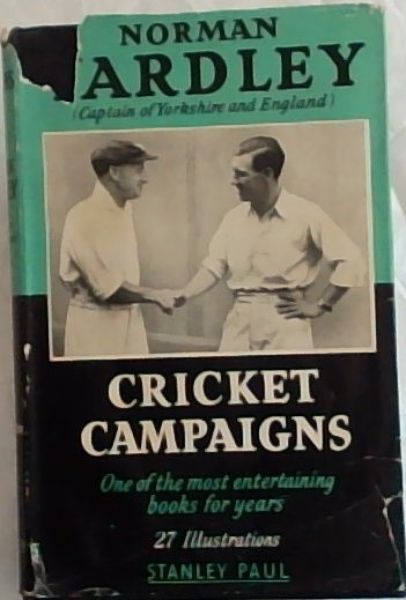 NORMAN
ARDLEY
(Captain of Yorkshire and England)
CRICKET
CAMPAIGNS
One of the most entertaining
books for years
27 Illustrations
STANLEY PAUL